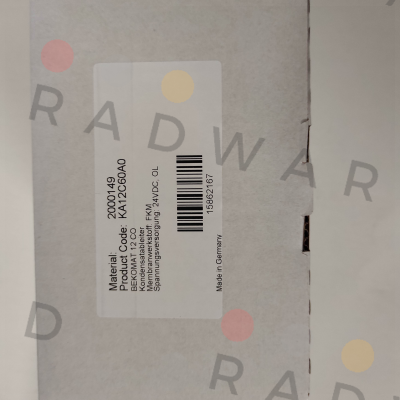 Material: 2000149
Product Code: KA12C60A0
BEKOMAT 12 CO
Kondensatableiter
Membranwerkstoff: FKM
Spannungsversorgung: 24VDC, OL
15862167
Made in Germany
RADWAR
D RADWAR